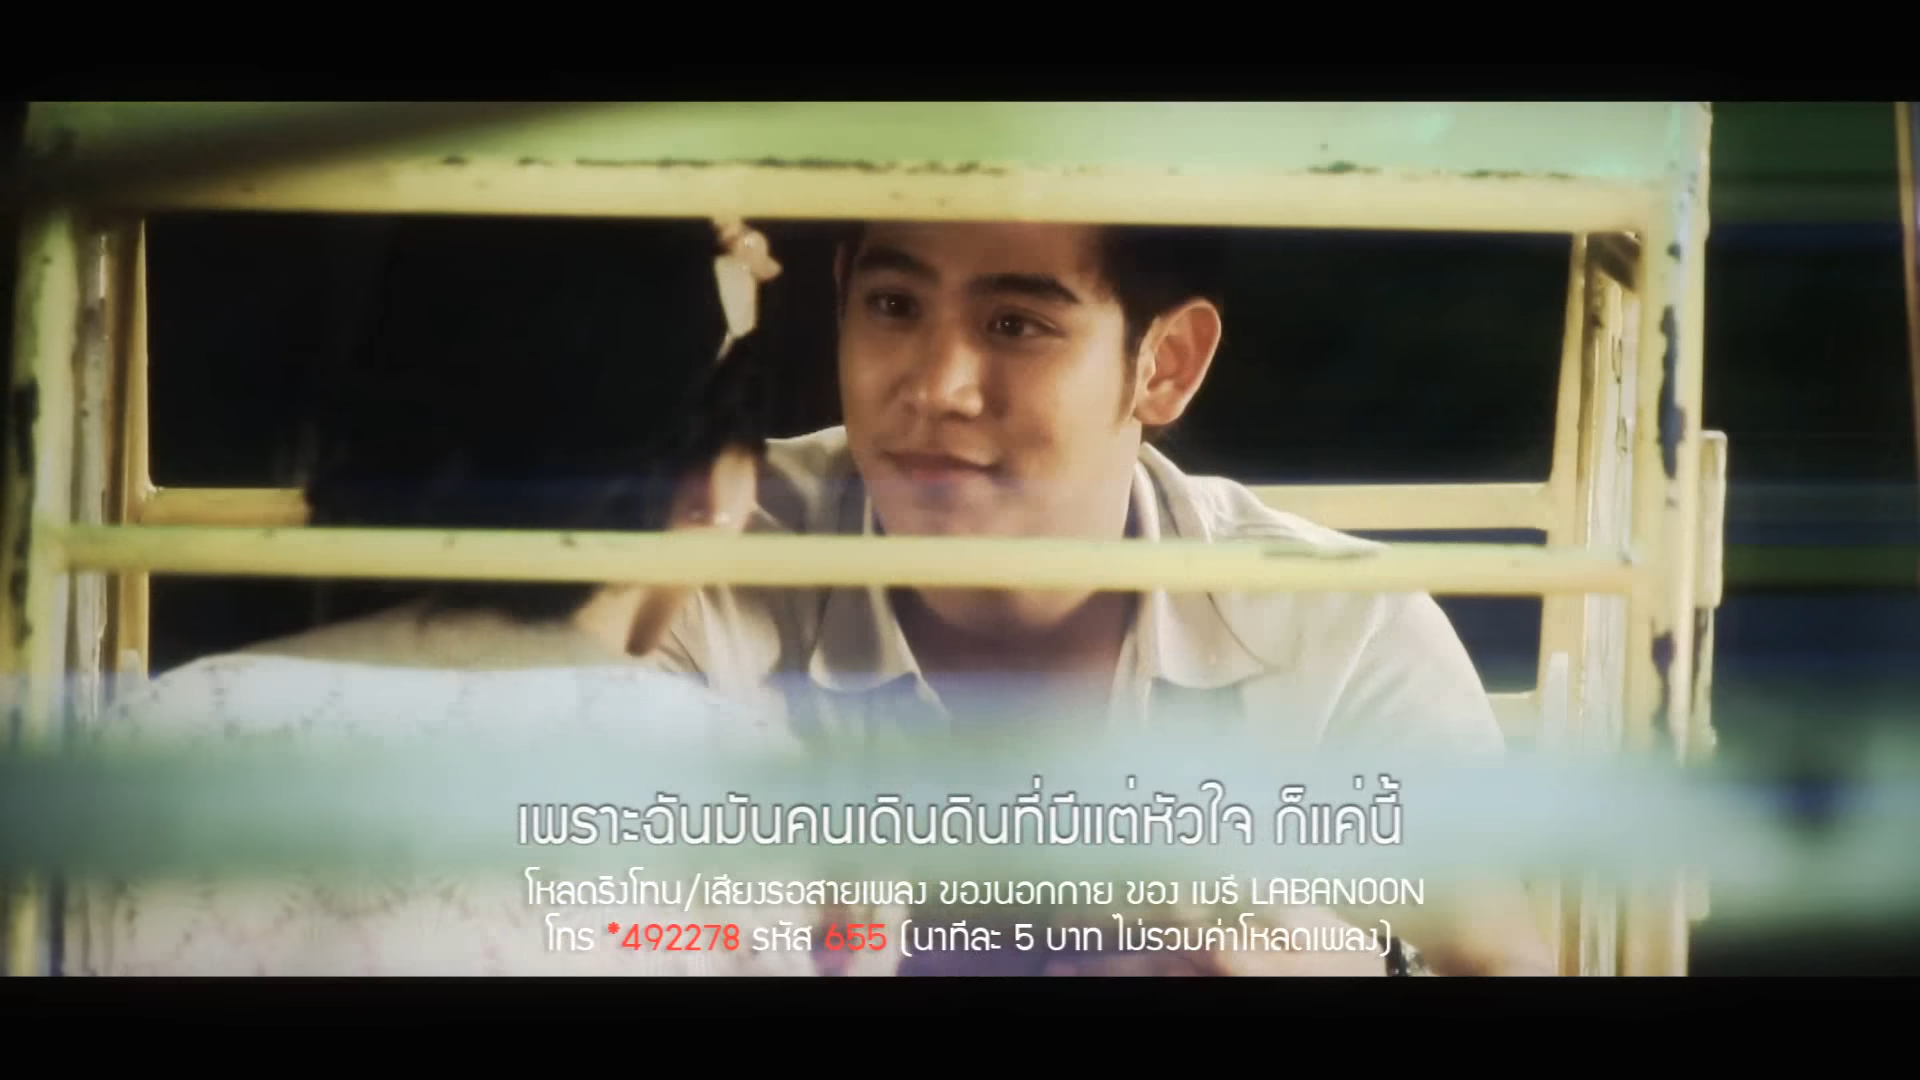 เพราะฉันมันคนเดินดินที่มีแต่หัวใจ ก็แค่นี้
โหลดริงโทน/เสียงรอสายเพลง ของนอกกาย ของ เมธี LABANOON
โทร *492278 รหัส 655 (นาทีละ 5 บาท ไม่รวมค่าโหลดเพลง)